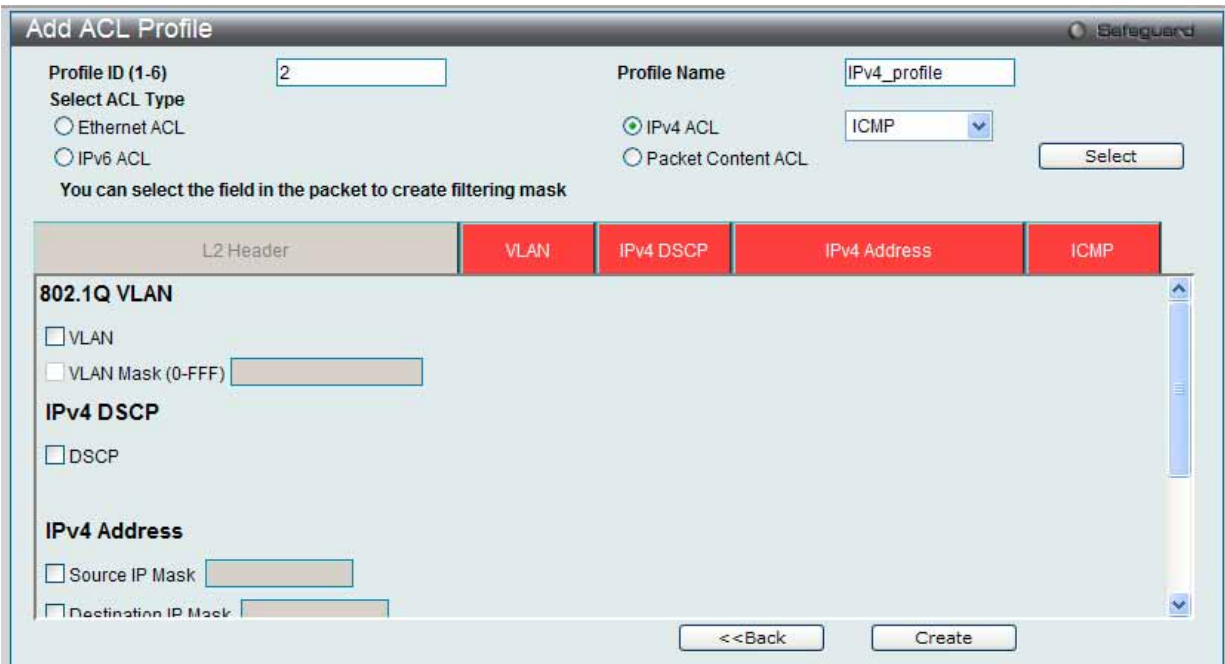 Add ACL Profile
Safeguard
Profile ID (1-6) 2 Profile Name IPv4_profile
Select ACL Type
Ethernet ACL IPv4 ACL ICMP
IPv6 ACL Packet Content ACL Select
You can select the field in the packet to create filtering mask
L2 Header VLAN IPv4 DSCP IPv4 Address ICMP
802.1Q VLAN
VLAN
VLAN Mask (0-FFF)
IPv4 DSCP
DSCP
IPv4 Address
Source IP Mask
Destination IP Mask
<<Back Create